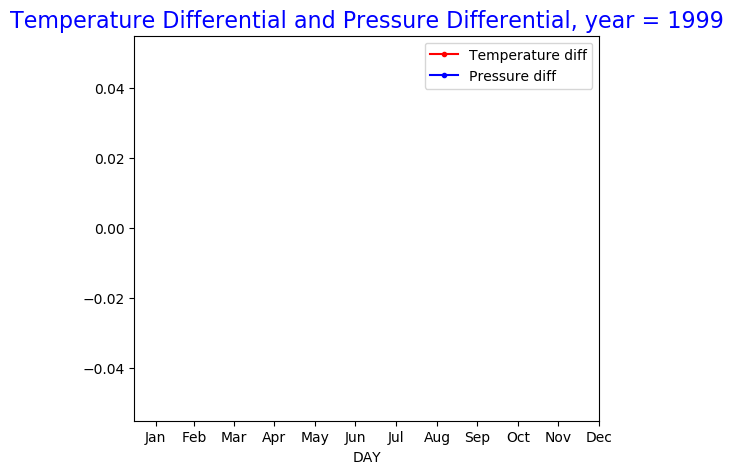 Temperature Differential and Pressure Differential, year = 1999
Temperature diff
Pressure diff
0.04
0.02
0.00
−0.02
−0.04
Jan Feb Mar Apr May Jun Jul Aug Sep Oct Nov Dec
DAY